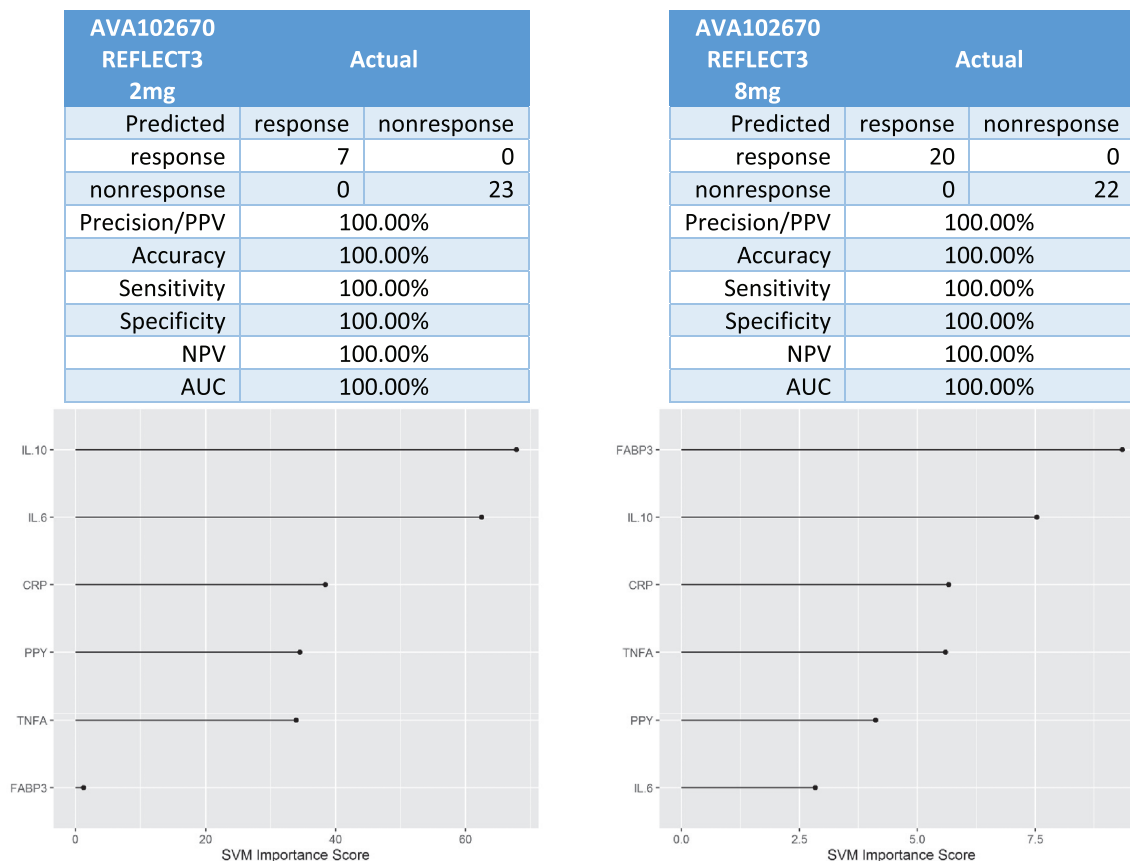 AVA102670
REFLECT3
2mg
Actual
Predicted response nonresponse
response 7 0
nonresponse 0 23
Precision/PPV 100.00%
Accuracy 100.00%
Sensitivity 100.00%
Specificity 100.00%
NPV 100.00%
AUC 100.00%
IL.10
IL.6
CRP
PPY
TNFA
FABP3
0 20 40 60
SVM Importance Score
AVA102670
REFLECT3
8mg
Actual
Predicted response nonresponse
response 20 0
nonresponse 0 22
Precision/PPV 100.00%
Accuracy 100.00%
Sensitivity 100.00%
Specificity 100.00%
NPV 100.00%
AUC 100.00%
FABP3
IL.10
CRP
TNFA
PPY
IL.6
0.0 2.5 5.0 7.5
SVM Importance Score